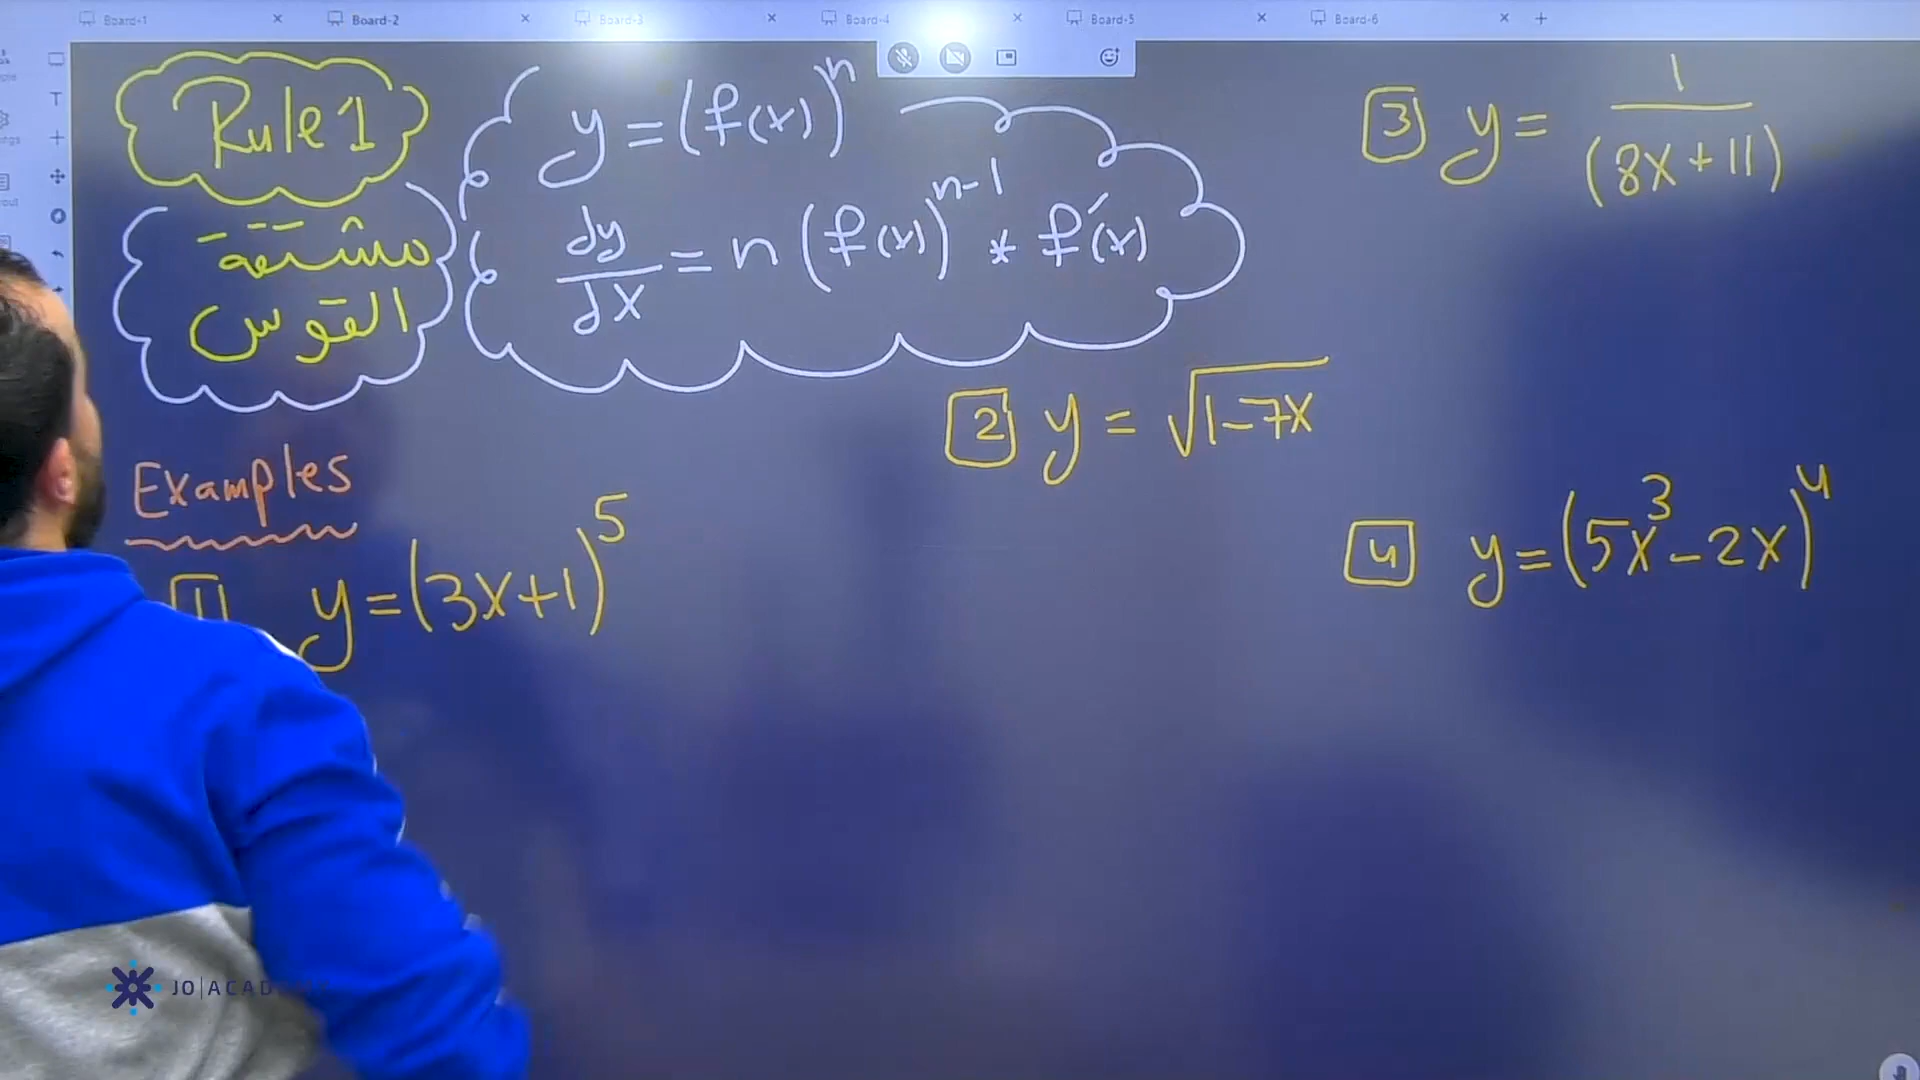 Board-1
Board-2
Board-3
Board-4
Board-5
Board-6
Rule 1
مشتقة
القوس
y = (f(x))^n
dy/dx = n (f(x))^{n-1} * f'(x)
Examples
1 y = (3x+1)^5
2 y = √(1-7x)
3 y = 1/(8x+11)
4 y = (5x^3-2x)^4
JO|ACAD